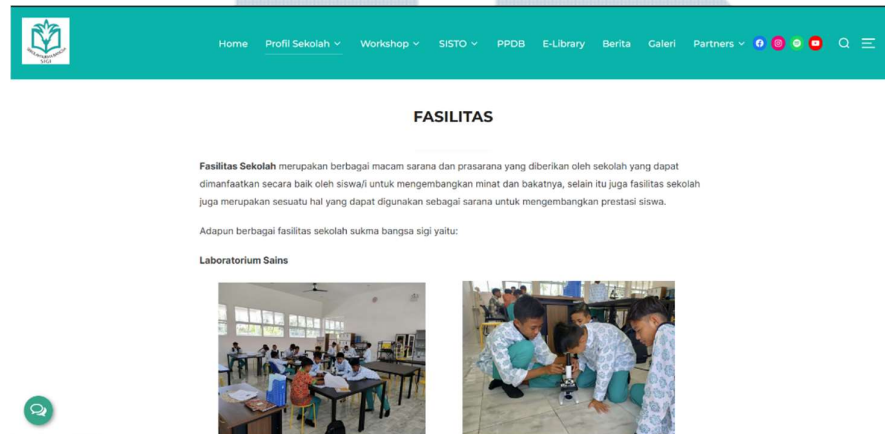 SIGI
Home Profil Sekolah Workshop SISTO PPDB E-Library Berita Galeri Partners
FASILITAS
Fasilitas Sekolah merupakan berbagai macam sarana dan prasarana yang diberikan oleh sekolah yang dapat
dimanfaatkan secara baik oleh siswa/i untuk mengembangkan minat dan bakatnya, selain itu juga fasilitas sekolah
juga merupakan sesuatu hal yang dapat digunakan sebagai sarana untuk mengembangkan prestasi siswa.
Adapun berbagai fasilitas sekolah sukma bangsa sigi yaitu:
Laboratorium Sains